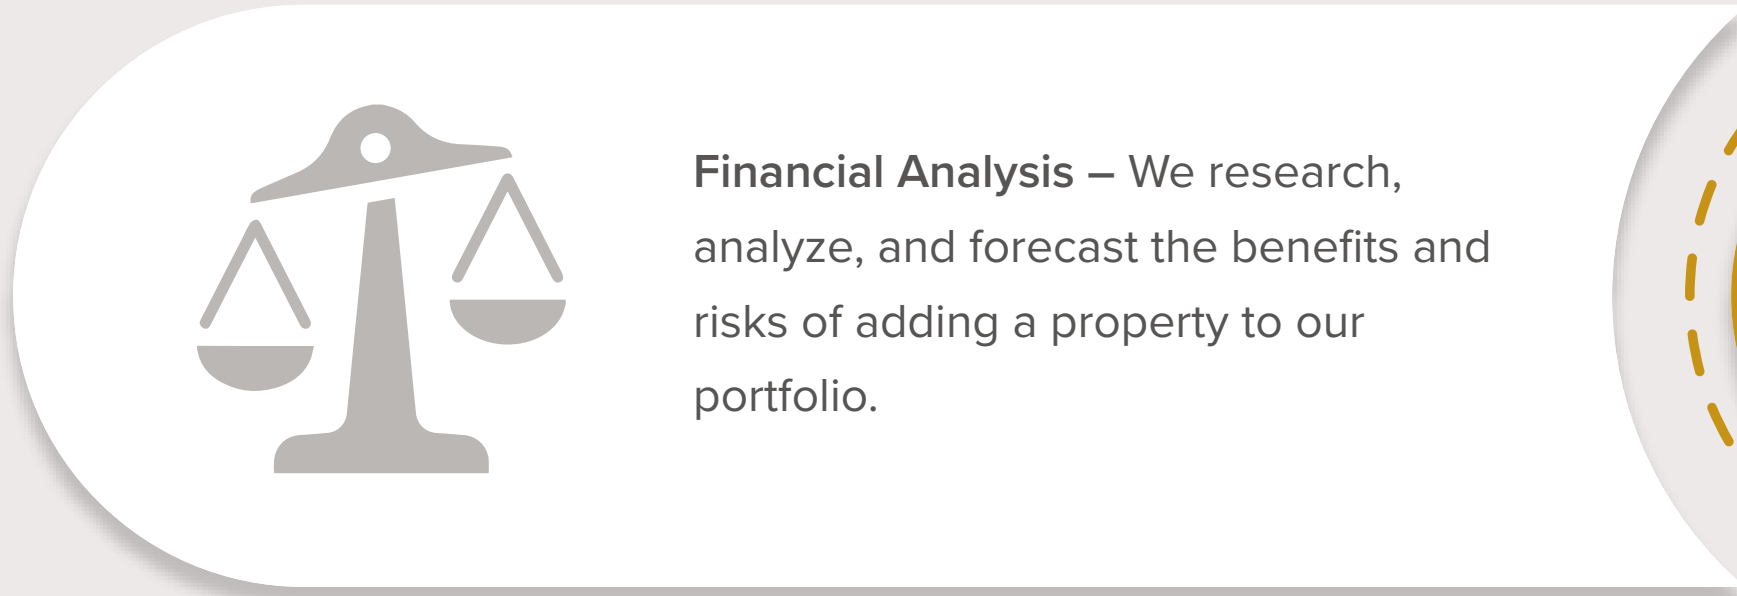 Financial Analysis – We research,
analyze, and forecast the benefits and
risks of adding a property to our
portfolio.